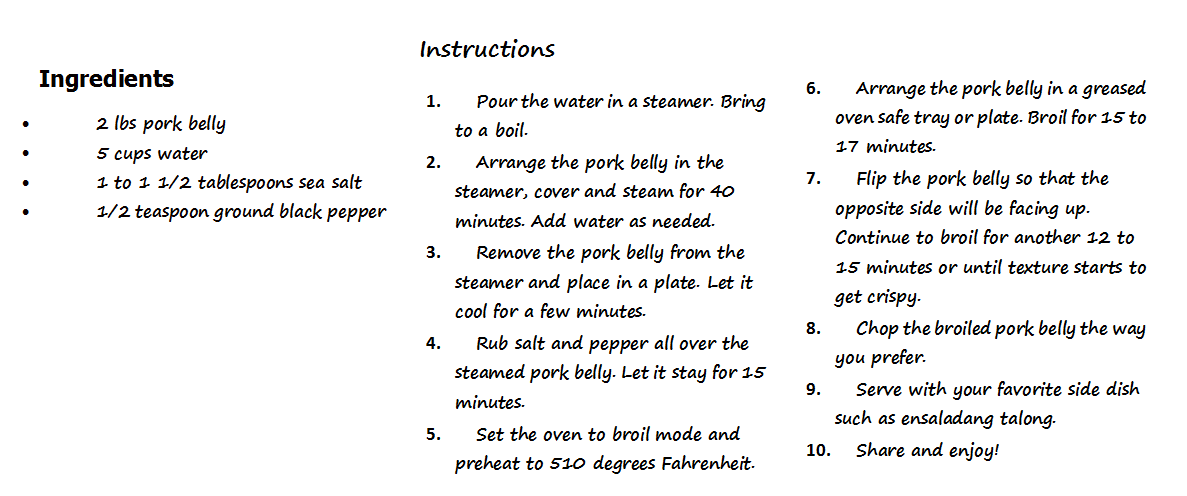 Ingredients
• 2 lbs pork belly
• 5 cups water
• 1 to 1 1/2 tablespoons sea salt
• 1/2 teaspoon ground black pepper
Instructions
1. Pour the water in a steamer. Bring
to a boil.
2. Arrange the pork belly in the
steamer, cover and steam for 40
minutes. Add water as needed.
3. Remove the pork belly from the
steamer and place in a plate. Let it
cool for a few minutes.
4. Rub salt and pepper all over the
steamed pork belly. Let it stay for 15
minutes.
5. Set the oven to broil mode and
preheat to 510 degrees Fahrenheit.
6. Arrange the pork belly in a greased
oven safe tray or plate. Broil for 15 to
17 minutes.
7. Flip the pork belly so that the
opposite side will be facing up.
Continue to broil for another 12 to
15 minutes or until texture starts to
get crispy.
8. Chop the broiled pork belly the way
you prefer.
9. Serve with your favorite side dish
such as ensaladang talong.
10. Share and enjoy!